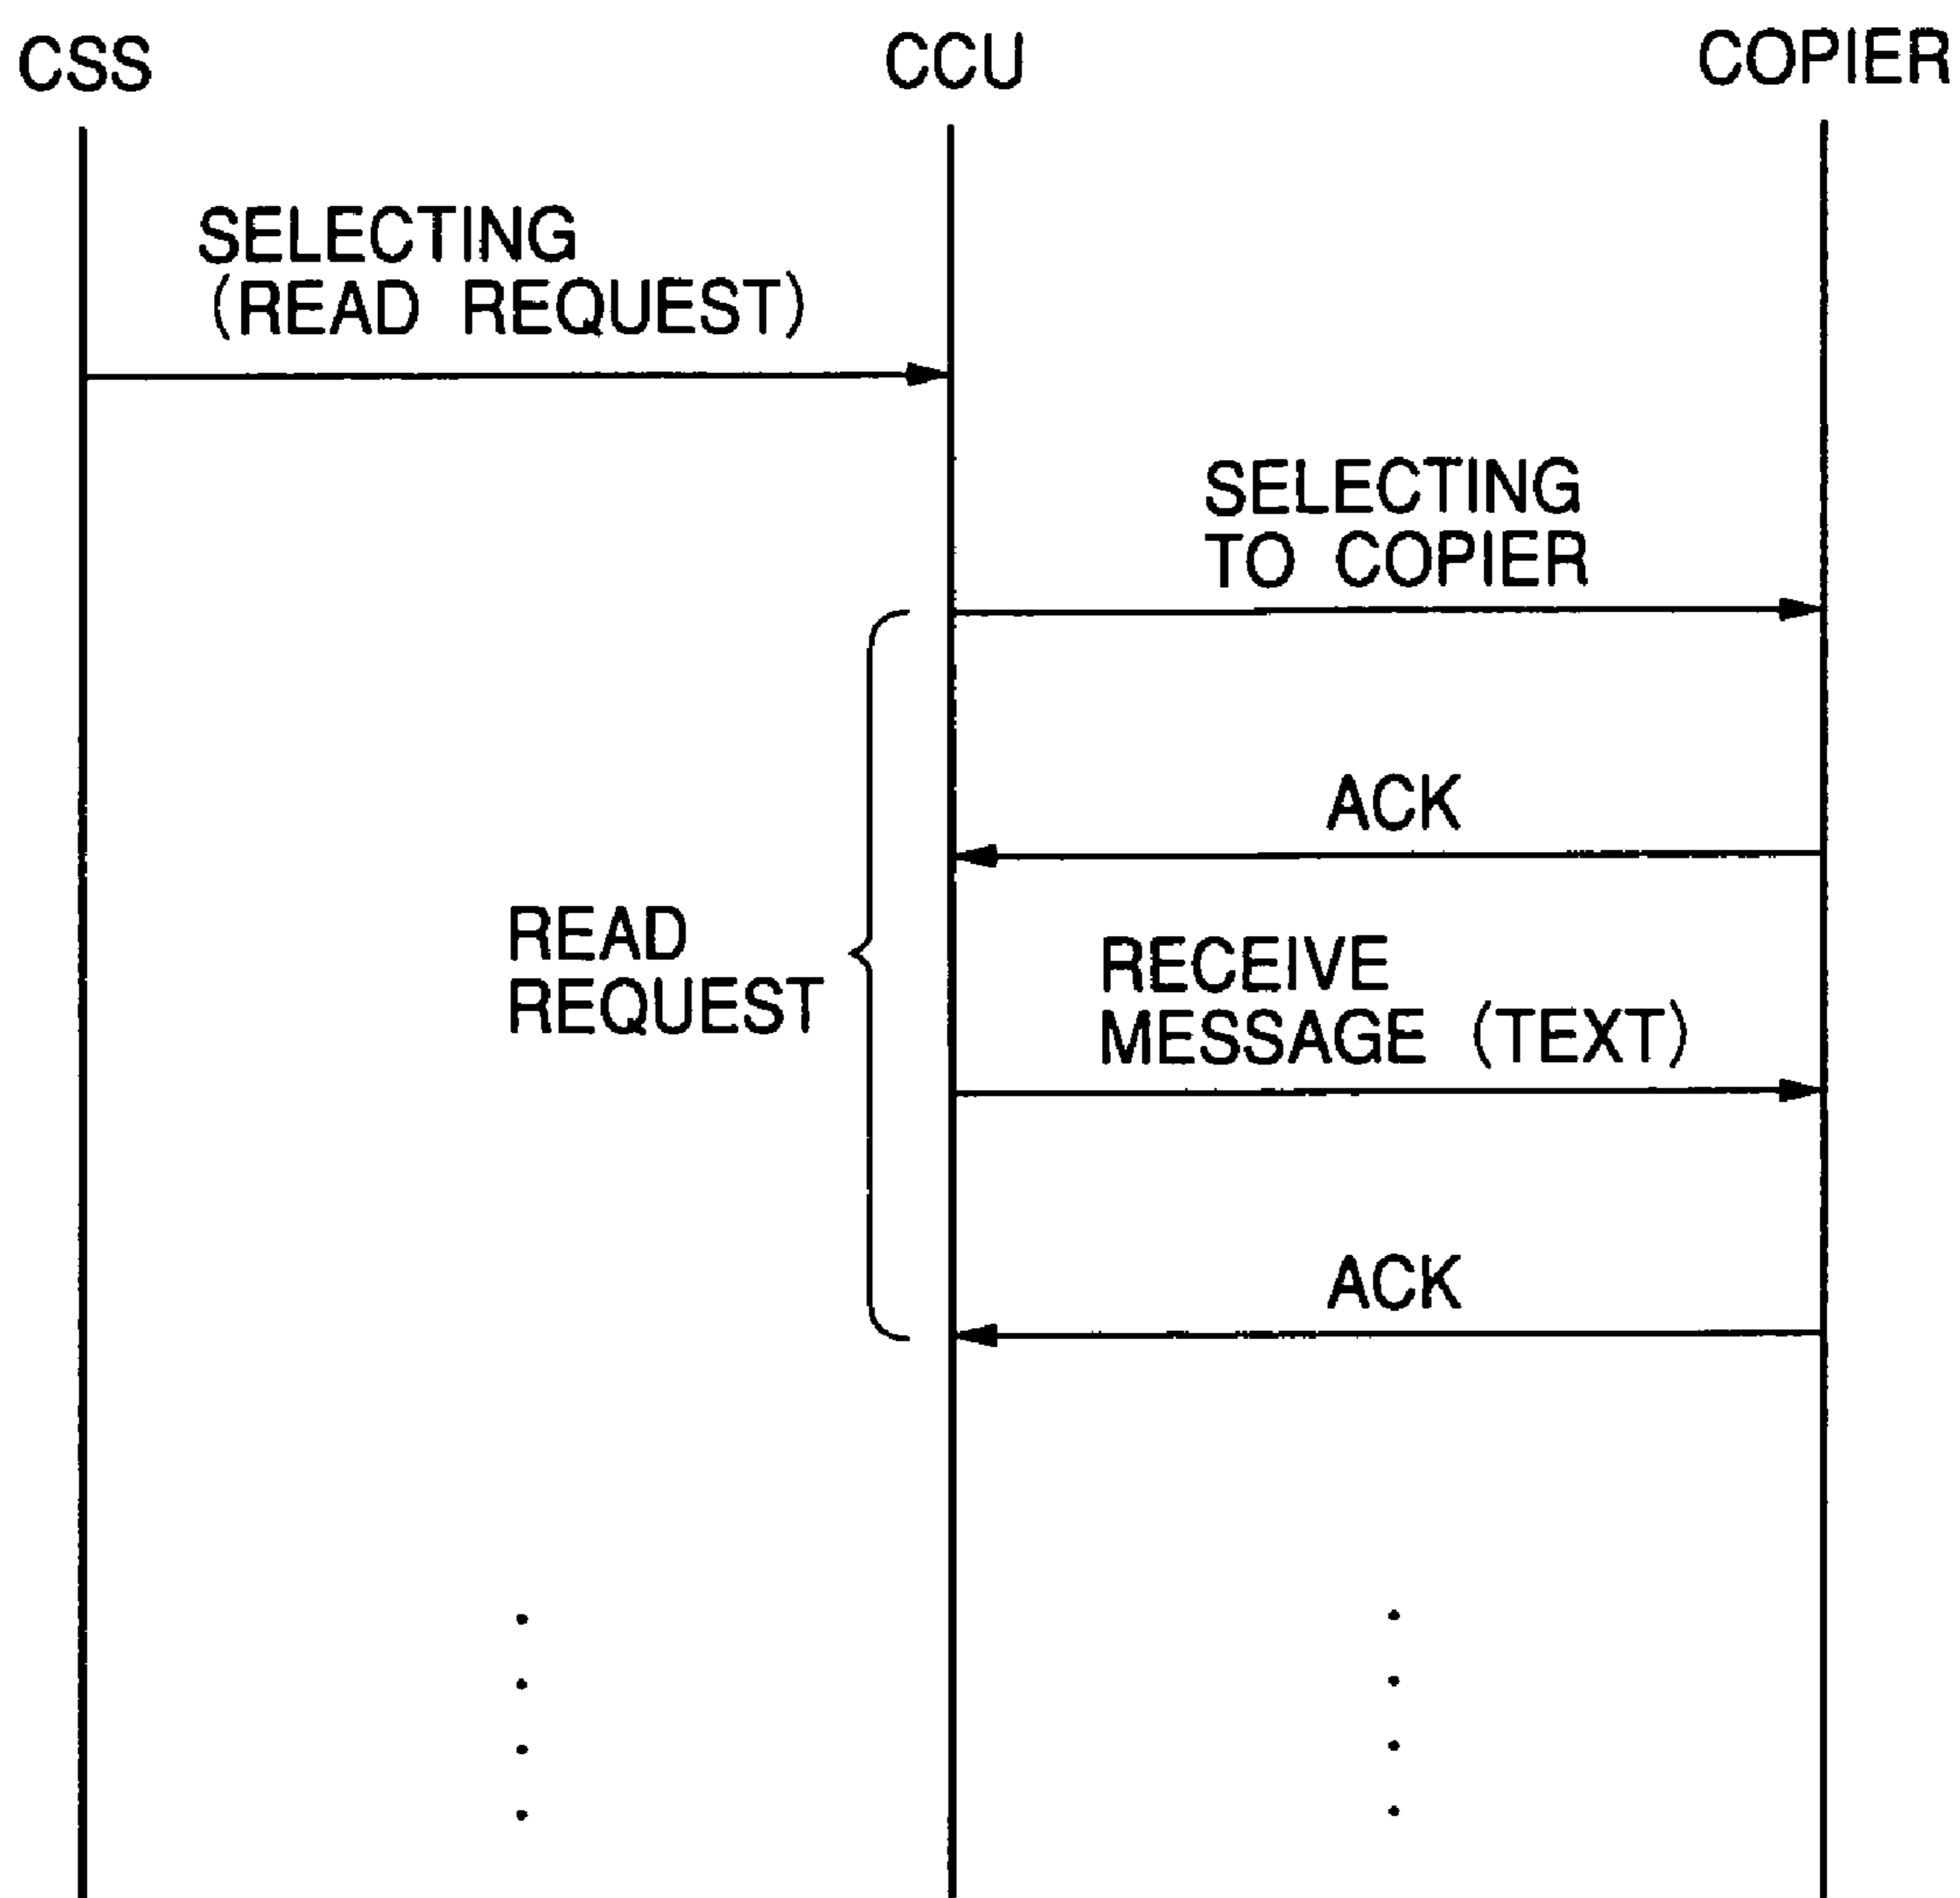 CSS
CCU
COPIER
SELECTING
(READ REQUEST)
SELECTING
TO COPIER
ACK
READ
REQUEST
RECEIVE
MESSAGE (TEXT)
ACK